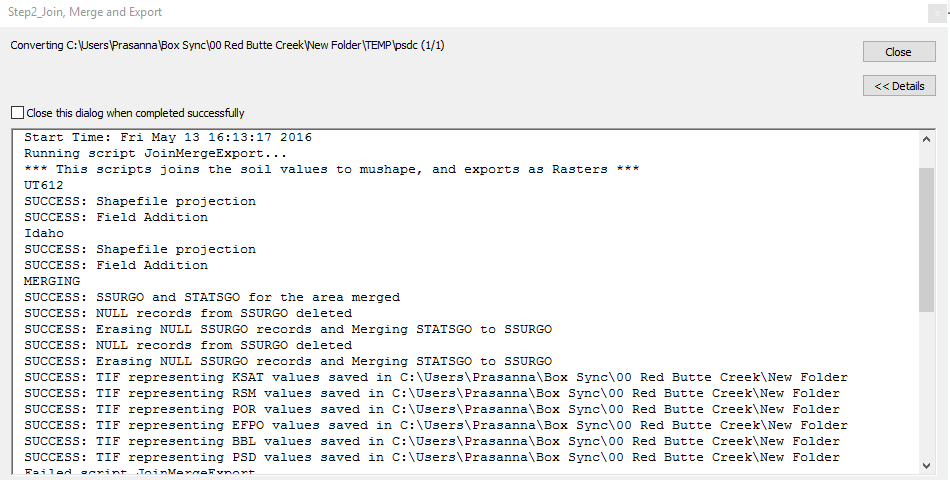 Step2_Join, Merge and Export
Converting C:\Users\Prasanna\Box Sync\00 Red Butte Creek\New Folder\TEMP\psdc (1/1)
Close
<< Details
Close this dialog when completed successfully
Start Time: Fri May 13 16:13:17 2016
Running script JoinMergeExport...
*** This scripts joins the soil values to mushape, and exports as Rasters ***
UT612
SUCCESS: Shapefile projection
SUCCESS: Field Addition
Idaho
SUCCESS: Shapefile projection
SUCCESS: Field Addition
MERGING
SUCCESS: SSURGO and STATSGO for the area merged
SUCCESS: NULL records from SSURGO deleted
SUCCESS: Erasing NULL SSURGO records and Merging STATSGO to SSURGO
SUCCESS: NULL records from SSURGO deleted
SUCCESS: Erasing NULL SSURGO records and Merging STATSGO to SSURGO
SUCCESS: TIF representing KSAT values saved in C:\Users\Prasanna\Box Sync\00 Red Butte Creek\New Folder
SUCCESS: TIF representing RSM values saved in C:\Users\Prasanna\Box Sync\00 Red Butte Creek\New Folder
SUCCESS: TIF representing POR values saved in C:\Users\Prasanna\Box Sync\00 Red Butte Creek\New Folder
SUCCESS: TIF representing EFPO values saved in C:\Users\Prasanna\Box Sync\00 Red Butte Creek\New Folder
SUCCESS: TIF representing BBL values saved in C:\Users\Prasanna\Box Sync\00 Red Butte Creek\New Folder
SUCCESS: TIF representing PSD values saved in C:\Users\Prasanna\Box Sync\00 Red Butte Creek\New Folder
Failed script JoinMergeExport